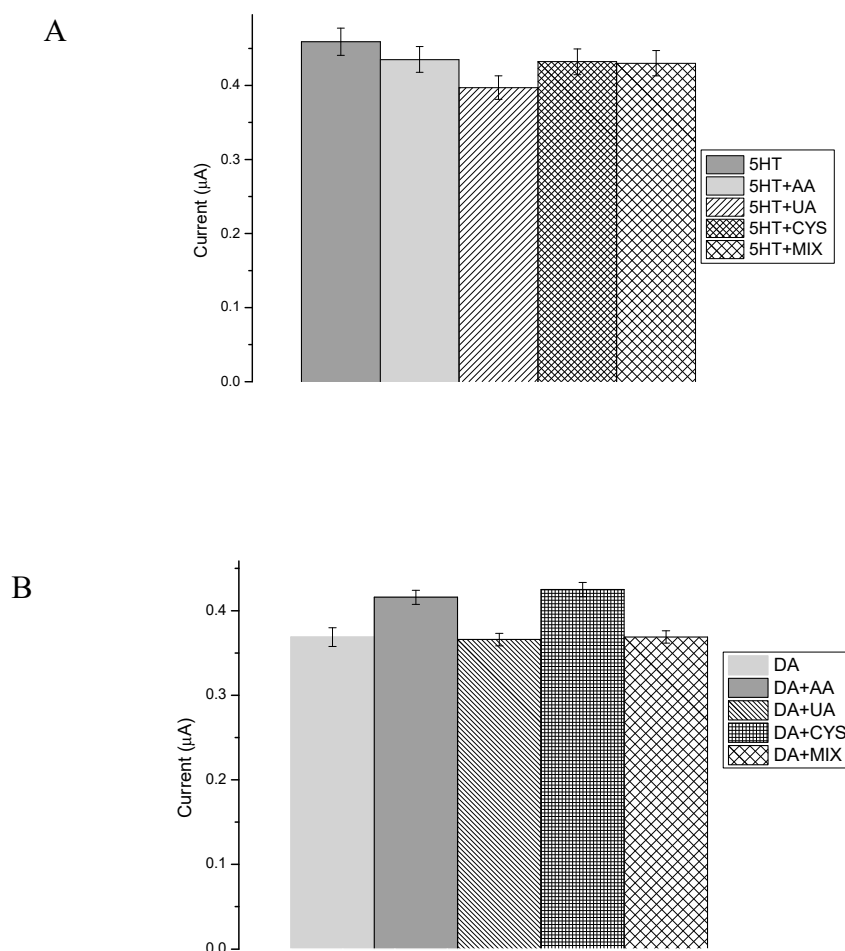 A
0.4
0.3
0.2
0.1
0.0
Current (μA)
5HT
5HT+AA
5HT+UA
5HT+CYS
5HT+MIX
B
0.4
0.3
0.2
0.1
0.0
Current (μA)
DA
DA+AA
DA+UA
DA+CYS
DA+MIX